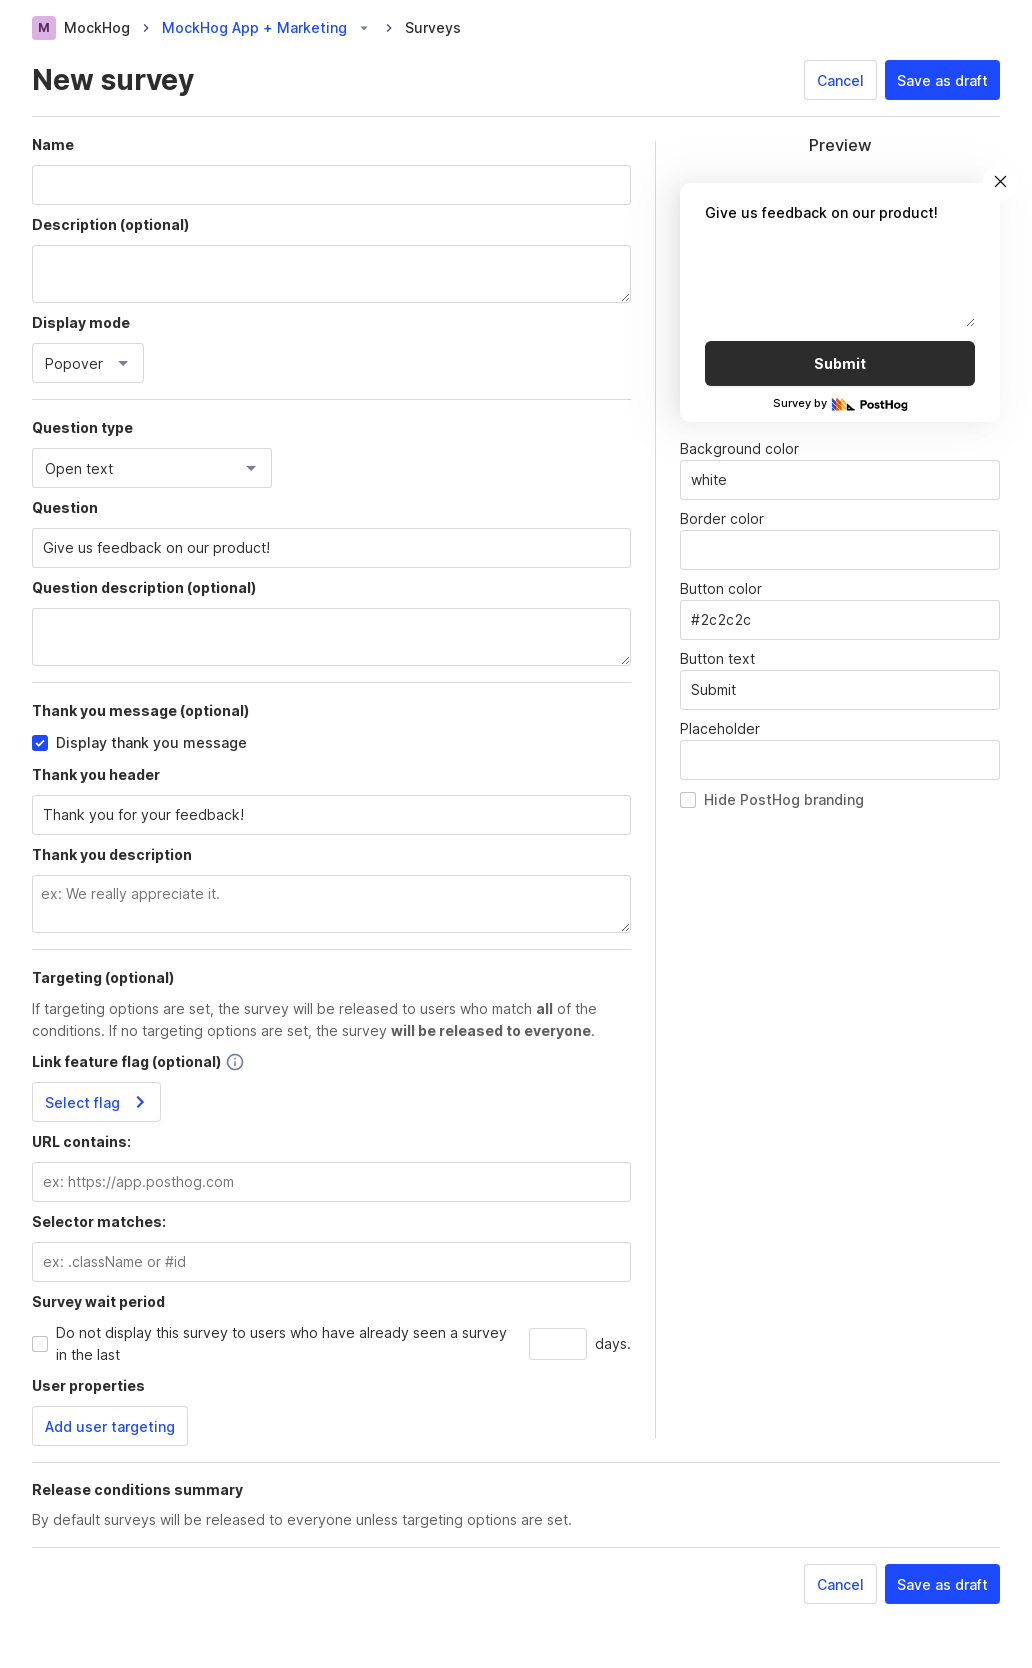 M MockHog > MockHog App + Marketing > Surveys
New survey
Cancel
Save as draft
Name
Description (optional)
Display mode
Popover
Question type
Open text
Question
Give us feedback on our product!
Question description (optional)
Thank you message (optional)
Display thank you message
Thank you header
Thank you for your feedback!
Thank you description
ex: We really appreciate it.
Targeting (optional)
If targeting options are set, the survey will be released to users who match all of the
conditions. If no targeting options are set, the survey will be released to everyone.
Link feature flag (optional)
Select flag
URL contains:
ex: https://app.posthog.com
Selector matches:
ex: .className or #id
Survey wait period
Do not display this survey to users who have already seen a survey
in the last
days.
User properties
Add user targeting
Preview
Give us feedback on our product!
Submit
Survey by PostHog
Background color
white
Border color
Button color
#2c2c2c
Button text
Submit
Placeholder
Hide PostHog branding
Release conditions summary
By default surveys will be released to everyone unless targeting options are set.
Cancel
Save as draft